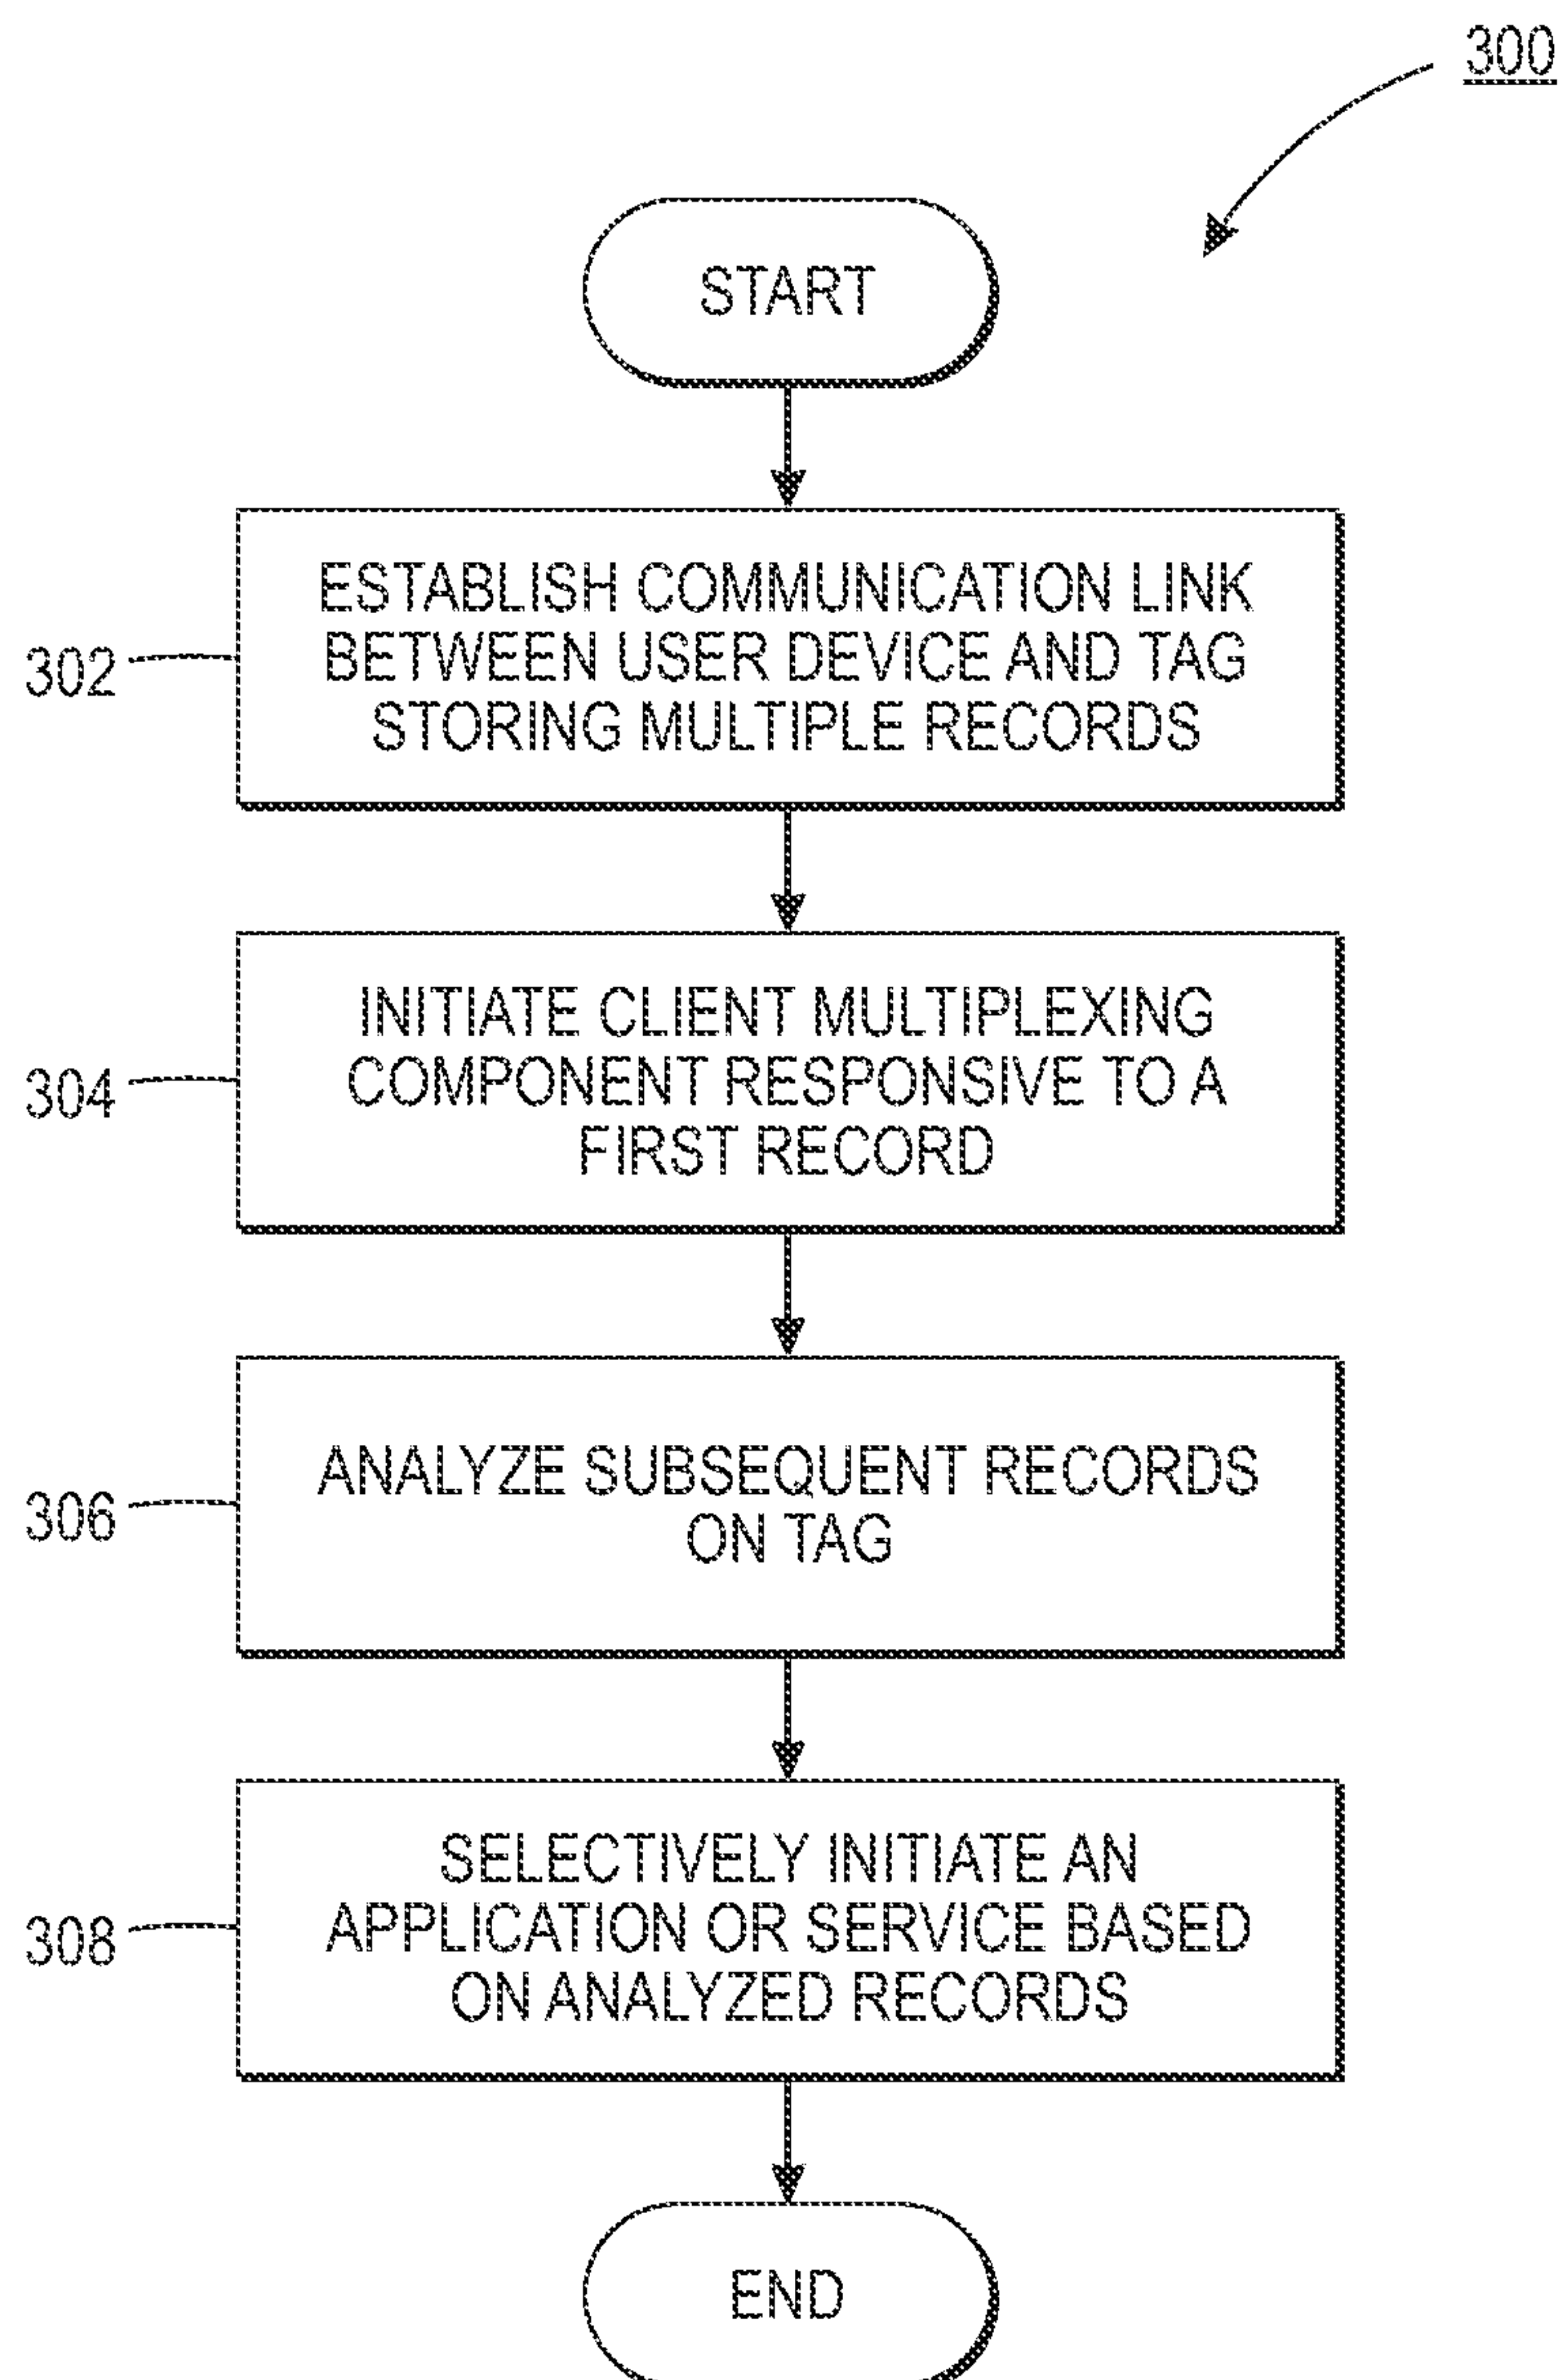 300
START
302
ESTABLISH COMMUNICATION LINK
BETWEEN USER DEVICE AND TAG
STORING MULTIPLE RECORDS
304
INITIATE CLIENT MULTIPLEXING
COMPONENT RESPONSIVE TO A
FIRST RECORD
306
ANALYZE SUBSEQUENT RECORDS
ON TAG
308
SELECTIVELY INITIATE AN
APPLICATION OR SERVICE BASED
ON ANALYZED RECORDS
END